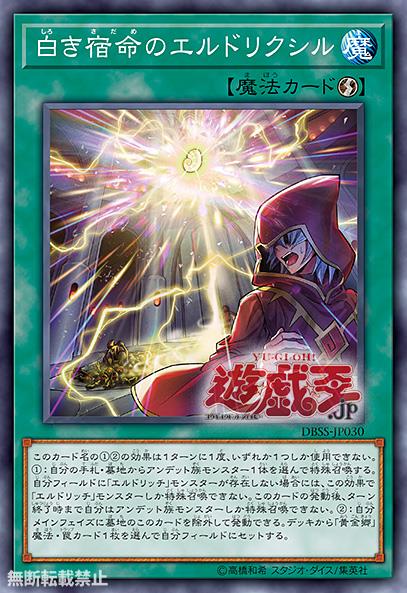 白き宿命のエルドリクシル
魔
【魔法カード】
YU-GI-OH!
遊戯王
.JP
DBSS-JP030
このカード名の①②の効果は1ターンに1度、いずれか1つしか使用できない。
①：自分の手札・墓地からアンデット族モンスター1体を選んで特殊召喚する。
自分フィールドに「エルドリッチ」モンスターが存在しない場合には、この効果で
「エルドリッチ」モンスターしか特殊召喚できない。このカードの発動後、ターン
終了時まで自分はアンデット族モンスターしか特殊召喚できない。②：自分
メインフェイズに墓地のこのカードを除外して発動できる。デッキから「黄金郷」
魔法・罠カード1枚を選んで自分フィールドにセットする。
無断転載禁止
©高橋和希 スタジオ・ダイス/集英社